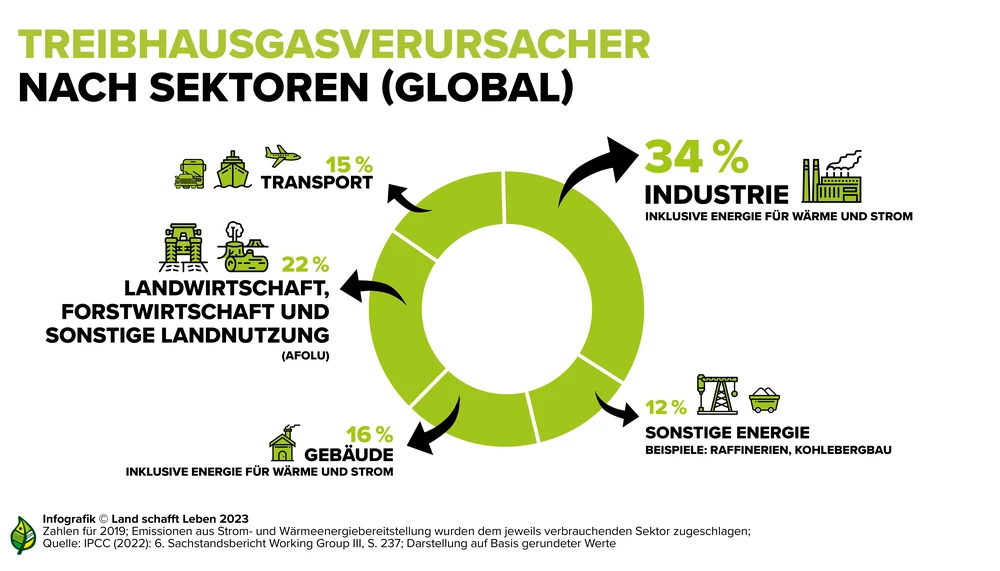 TREIBHAUSGASVERURSACHER
NACH SEKTOREN (GLOBAL)
34 %
INDUSTRIE
INKLUSIVE ENERGIE FÜR WÄRME UND STROM
15 %
TRANSPORT
22 %
LANDWIRTSCHAFT,
FORSTWIRTSCHAFT UND
SONSTIGE LANDNUTZUNG
(AFOLU)
12 %
SONSTIGE ENERGIE
BEISPIELE: RAFFINERIEN, KOHLEBERGBAU
16 %
GEBÄUDE
INKLUSIVE ENERGIE FÜR WÄRME UND STROM
Infografik © Land schafft Leben 2023
Zahlen für 2019; Emissionen aus Strom- und Wärmeenergiebereitstellung wurden dem jeweils verbrauchenden Sektor zugeschlagen;
Quelle: IPCC (2022): 6. Sachstandsbericht Working Group III, S. 237; Darstellung auf Basis gerundeter Werte